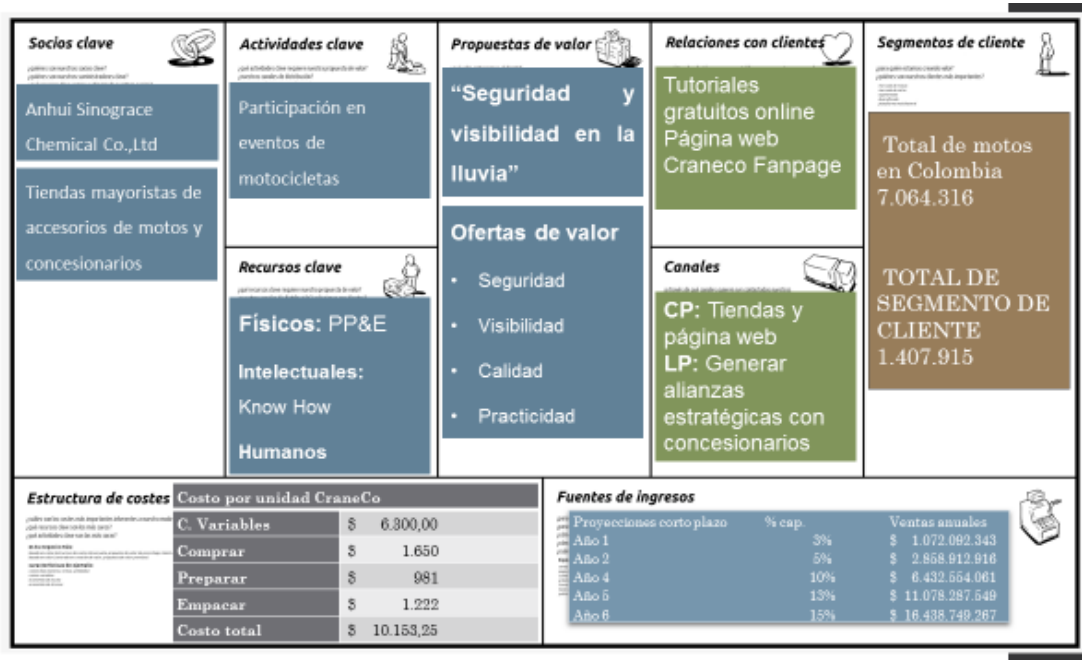 Socios clave
Anhui Sinograce
Chemical Co.,Ltd
Tiendas mayoristas de
accesorios de motos y
concesionarios
Actividades clave
Participación en
eventos de
motocicletas
Recursos clave
Físicos: PP&E
Intelectuales:
Know How
Humanos
Propuestas de valor
“Seguridad y
visibilidad en la
lluvia”
Ofertas de valor
• Seguridad
• Visibilidad
• Calidad
• Practicidad
Relaciones con clientes
Tutoriales
gratuitos online
Página web
Craneco Fanpage
Canales
CP: Tiendas y
página web
LP: Generar
alianzas
estratégicas con
concesionarios
Segmentos de cliente
Total de motos
en Colombia
7.064.316
TOTAL DE
SEGMENTO DE
CLIENTE
1.407.915
Estructura de costes
Costo por unidad CraneCo
C. Variables $ 6.300,00
Comprar $ 1.650
Preparar $ 981
Empacar $ 1.222
Costo total $ 10.153,25
Fuentes de ingresos
Proyecciones corto plazo % cap. Ventas anuales
Año 1 3% $ 1.072.092.343
Año 2 5% $ 2.858.912.916
Año 4 10% $ 6.432.554.061
Año 5 13% $ 11.078.287.549
Año 6 15% $ 16.438.749.267